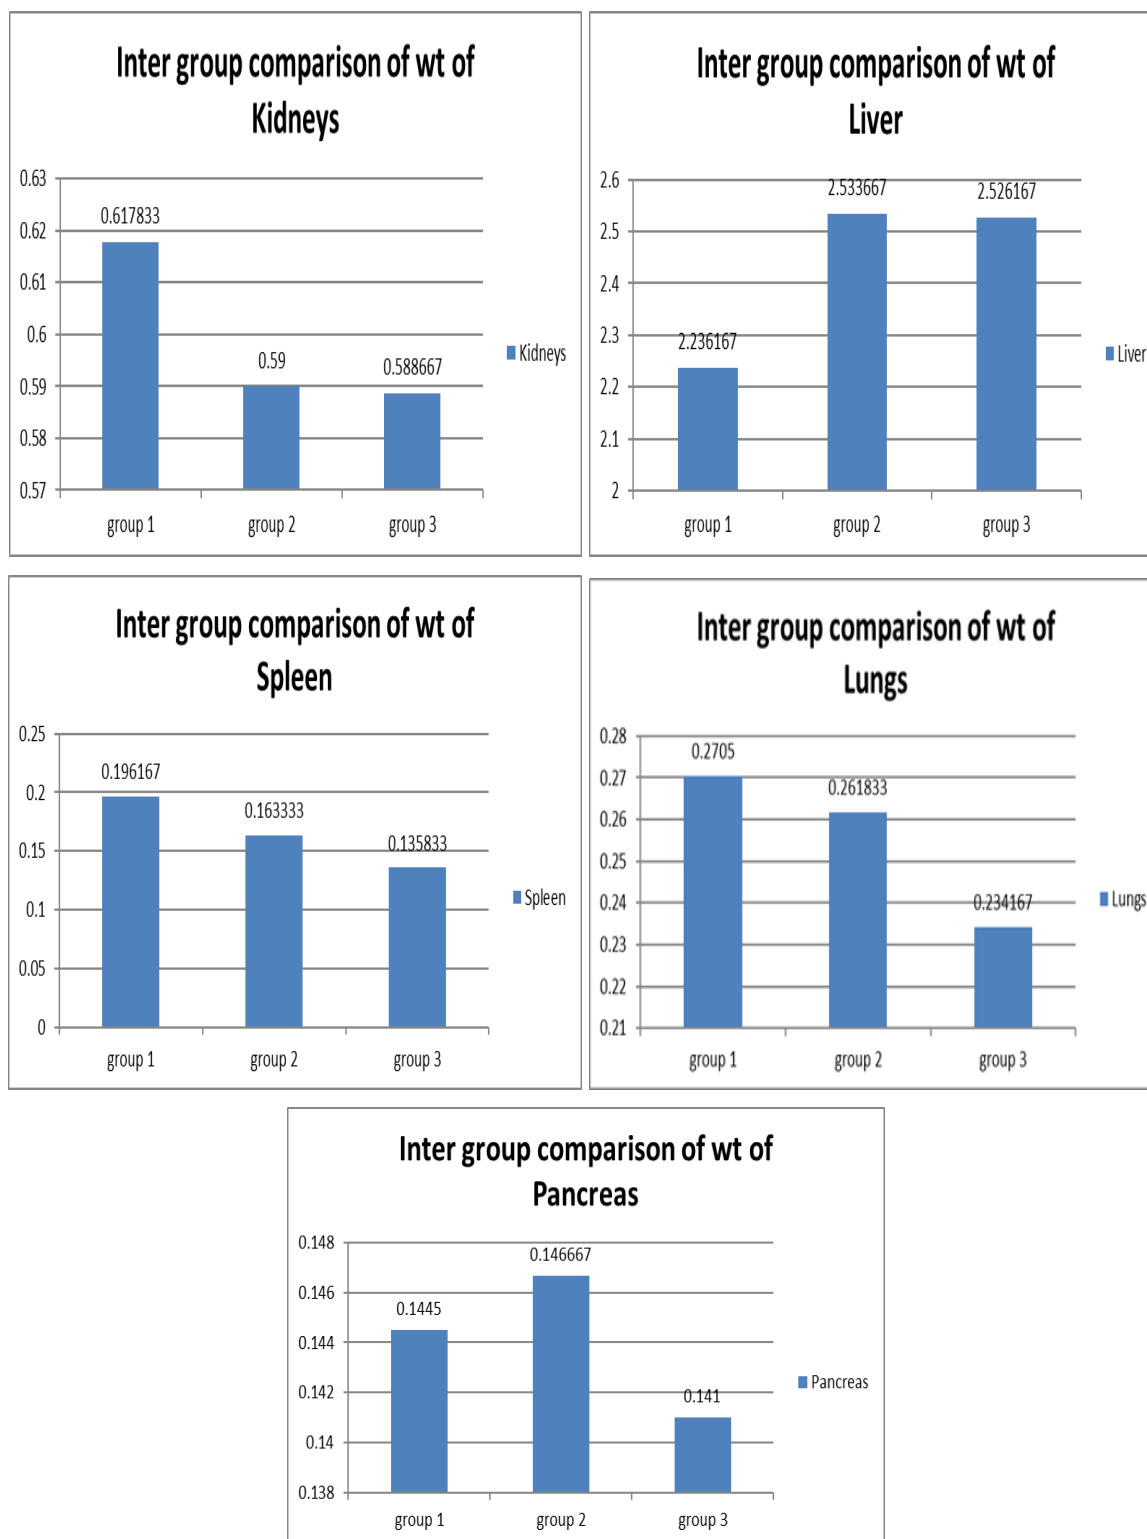 Inter group comparison of wt of
Kidneys
0.63
0.62
0.61
0.6
0.59
0.58
0.57
0.617833
0.59
0.588667
group 1
group 2
group 3
Kidneys
Inter group comparison of wt of
Liver
2.6
2.5
2.4
2.3
2.2
2.1
2
2.236167
2.533667
2.526167
group 1
group 2
group 3
Liver
Inter group comparison of wt of
Spleen
0.25
0.2
0.15
0.1
0.05
0
0.196167
0.163333
0.135833
group 1
group 2
group 3
Spleen
Inter group comparison of wt of
Lungs
0.28
0.27
0.26
0.25
0.24
0.23
0.22
0.21
0.2705
0.261833
0.234167
group 1
group 2
group 3
Lungs
Inter group comparison of wt of
Pancreas
0.148
0.146
0.144
0.142
0.14
0.138
0.1445
0.146667
0.141
group 1
group 2
group 3
Pancreas